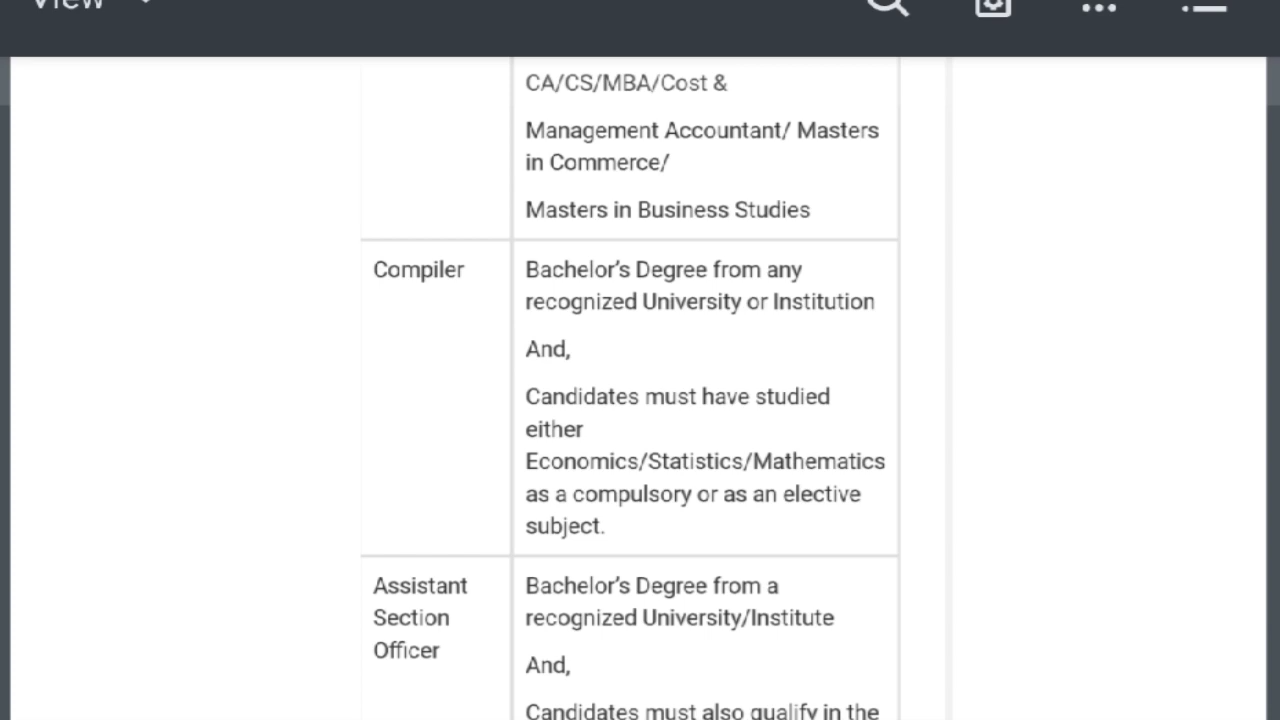 View
CA/CS/MBA/Cost &
Management Accountant/ Masters
in Commerce/
Masters in Business Studies
Compiler
Bachelor's Degree from any
recognized University or Institution
And,
Candidates must have studied
either
Economics/Statistics/Mathematics
as a compulsory or as an elective
subject.
Assistant
Section
Officer
Bachelor's Degree from a
recognized University/Institute
And,
Candidates must also qualify in the